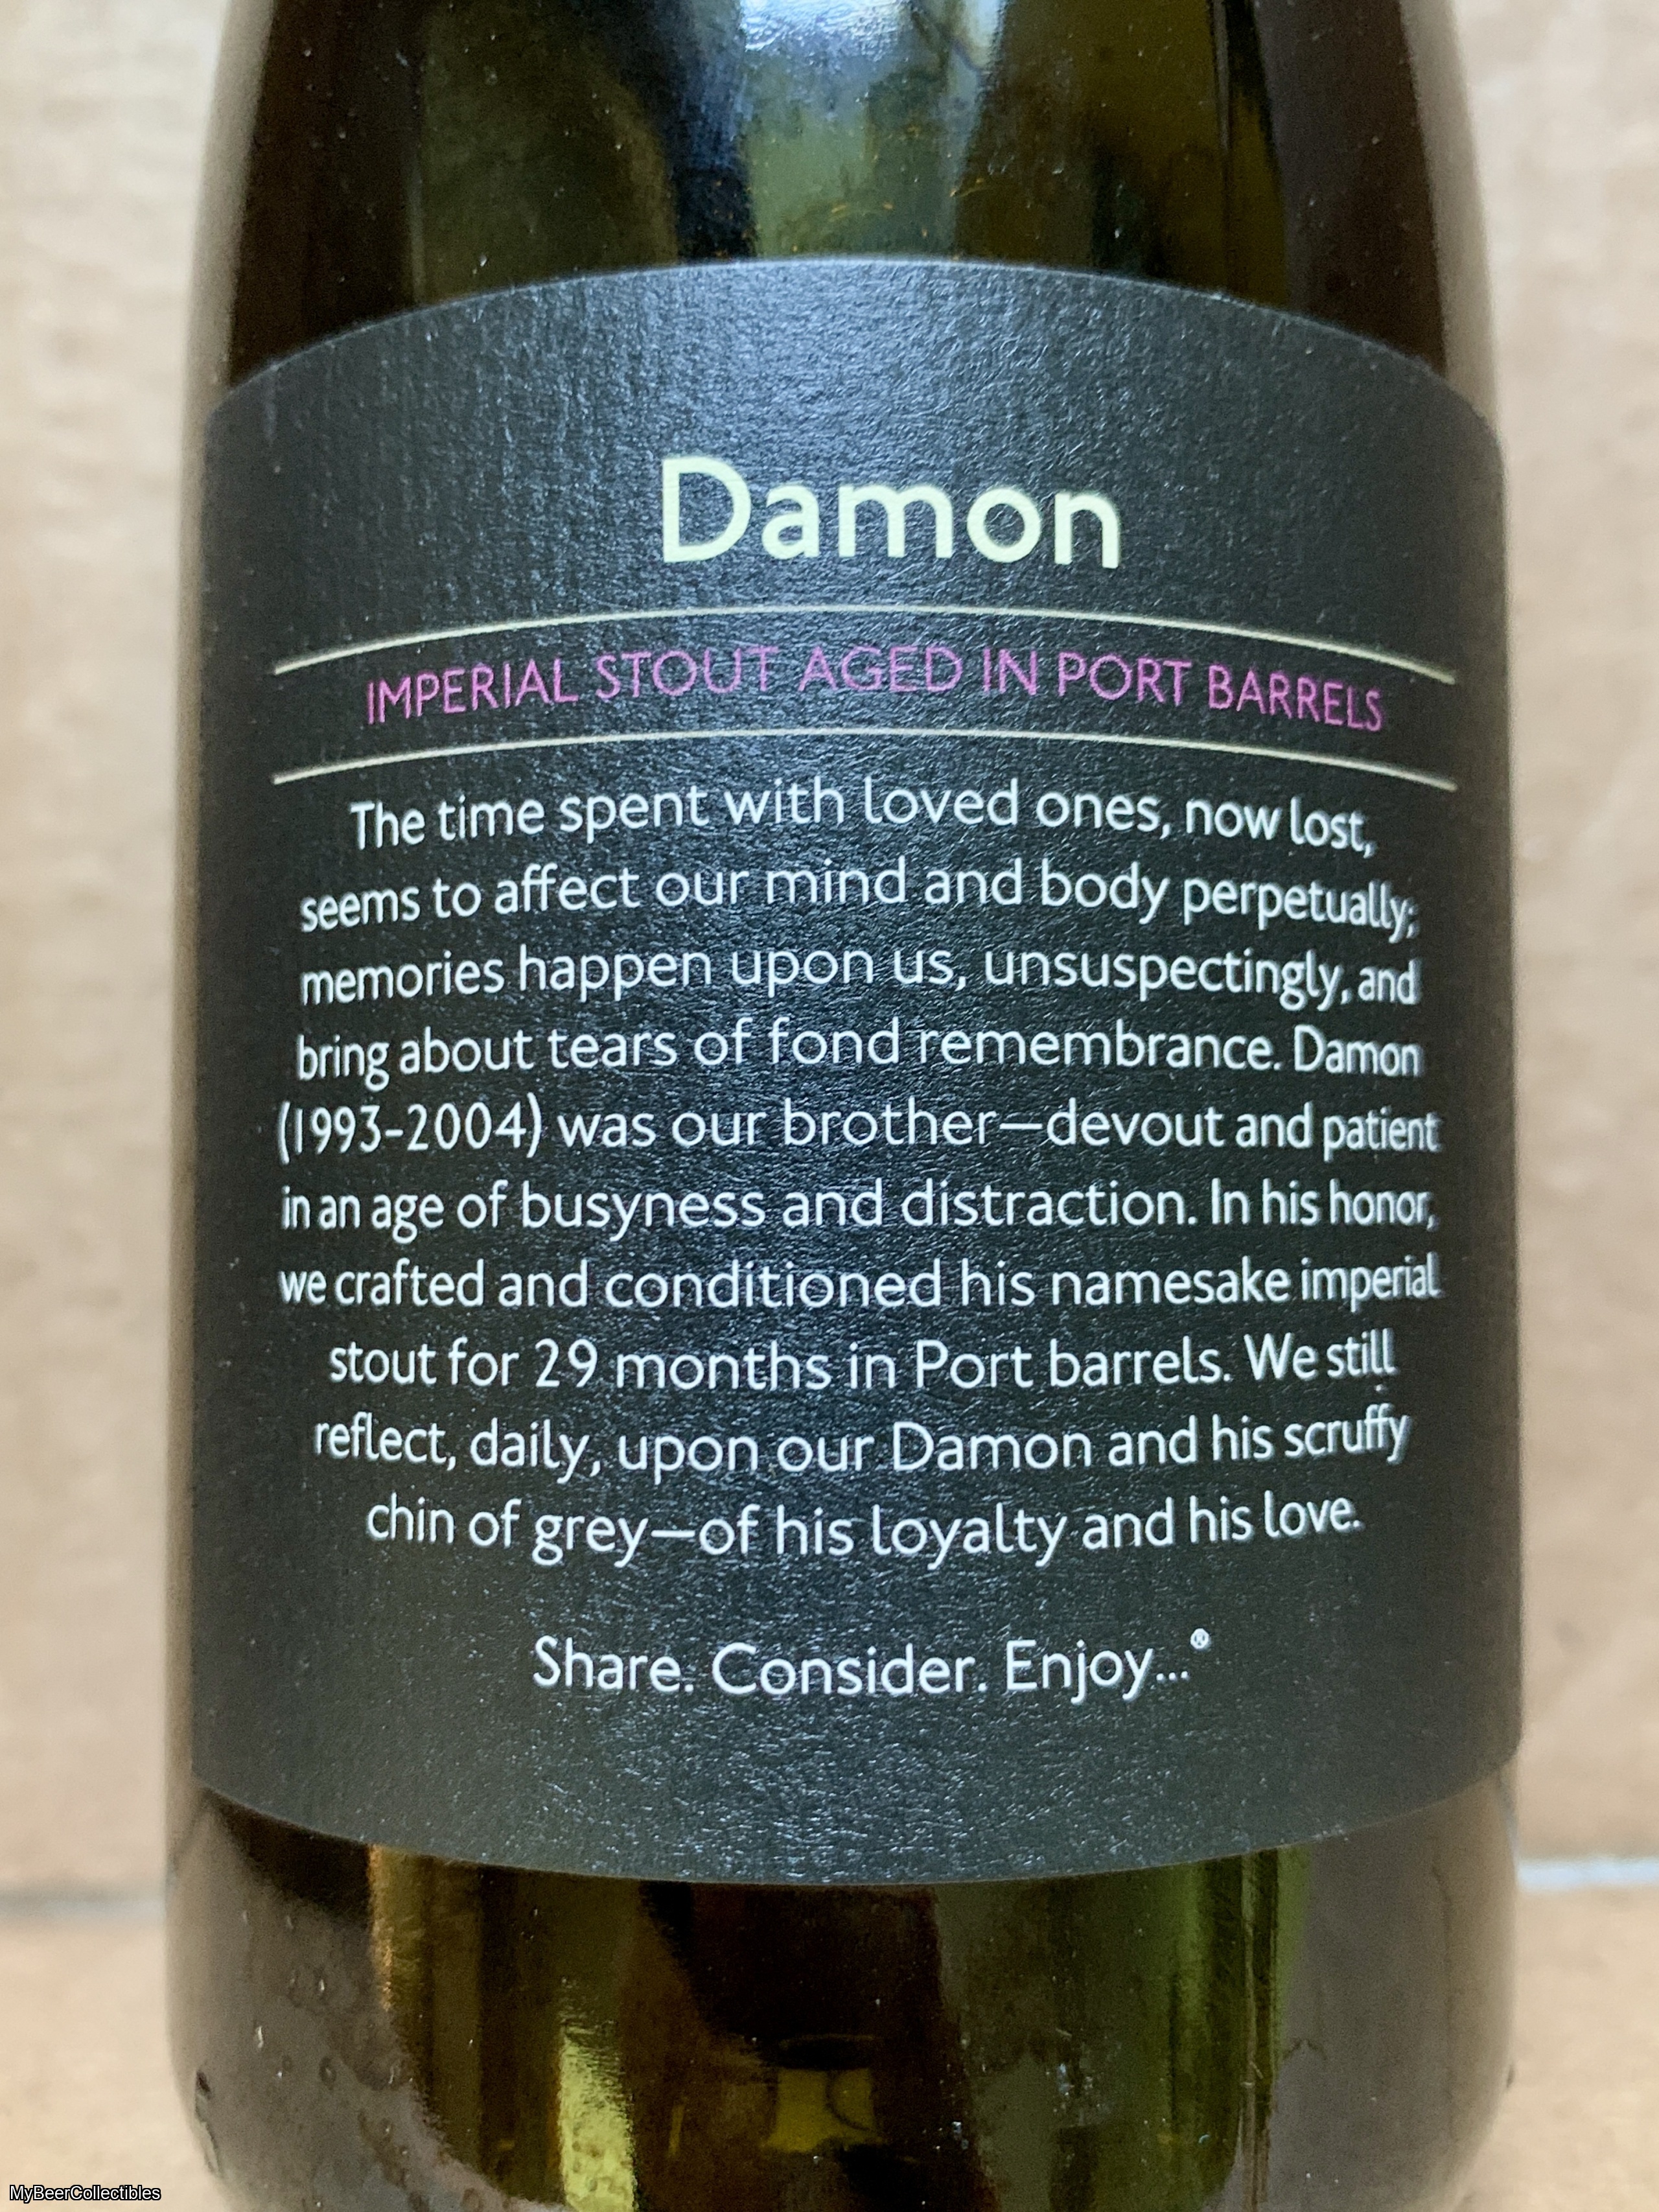 Damon
IMPERIAL STOUT AGED IN PORT BARRELS
The time spent with loved ones, now lost,
seems to affect our mind and body perpetually;
memories happen upon us, unsuspectingly, and
bring about tears of fond remembrance. Damon
(1993-2004) was our brother—devout and patient
in an age of busyness and distraction. In his honor,
we crafted and conditioned his namesake imperial
stout for 29 months in Port barrels. We still
reflect, daily, upon our Damon and his scruffy
chin of grey—of his loyalty and his love.
Share. Consider. Enjoy...®
MyBeerCollectibles